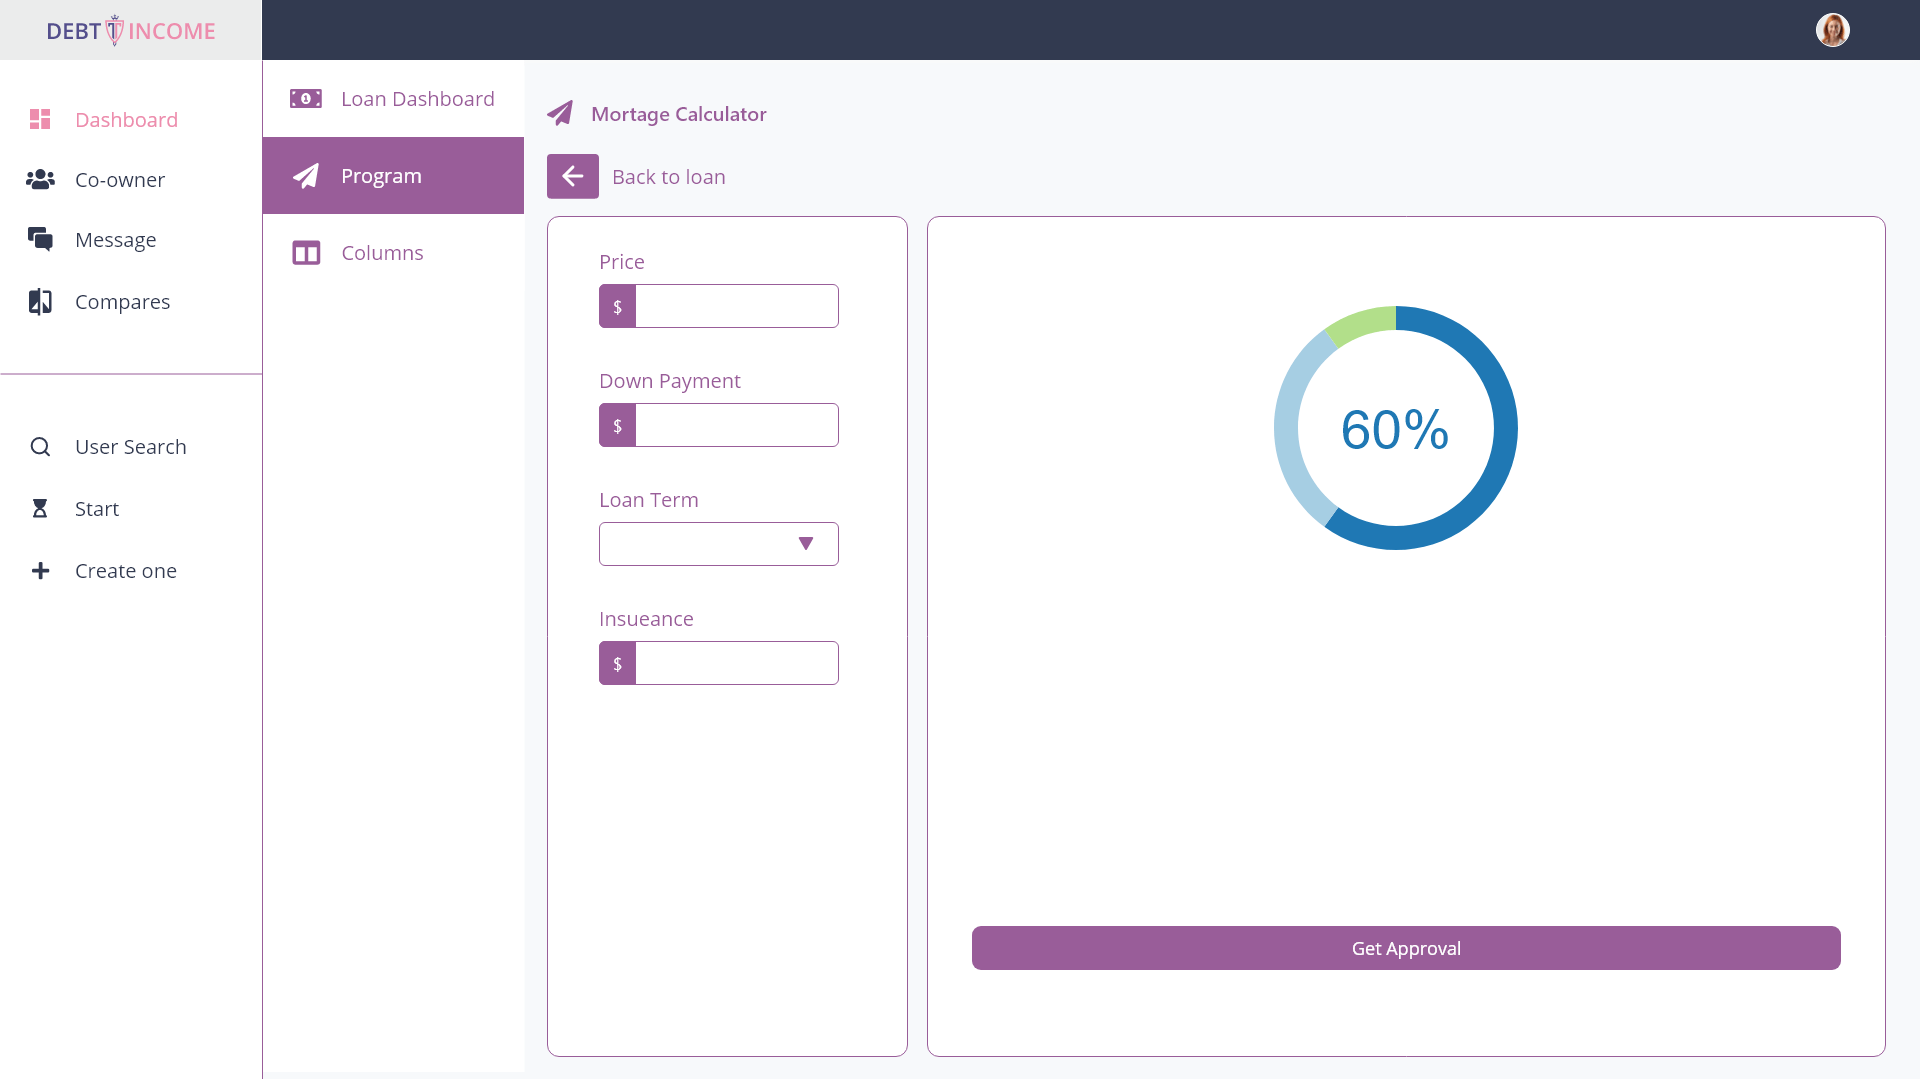 DEBT INCOME
Dashboard
Co-owner
Message
Compares
User Search
Start
Create one
Loan Dashboard
Program
Columns
Mortage Calculator
Back to loan
Price
$
Down Payment
$
Loan Term
Insueance
$
60%
Get Approval